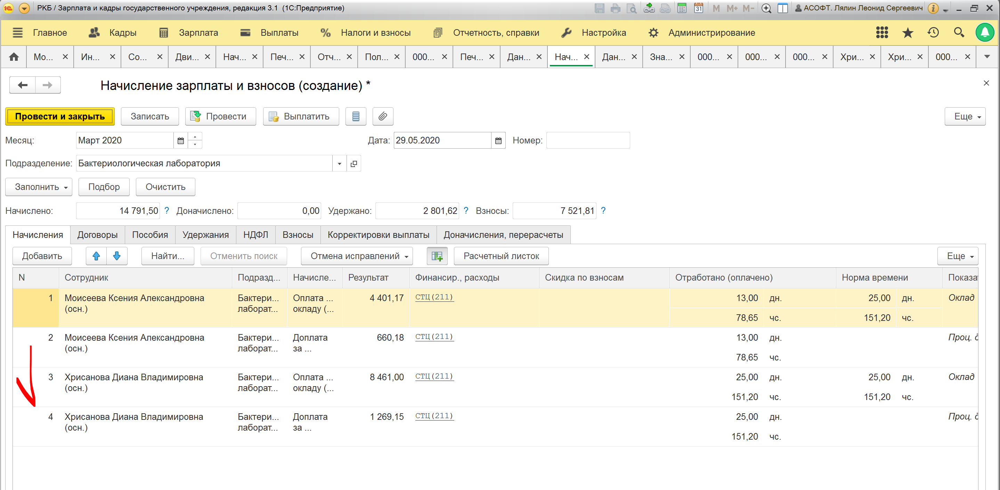 РКБ / Зарплата и кадры государственного учреждения, редакция 3.1 (1С:Предприятие)
31 M M+ M- АСОФТ. Лялин Леонид Сергеевич
Главное Кадры Зарплата Выплаты % Налоги и взносы Отчетность, справки Настройка Администрирование
Мо... Ин... Со... Дви... Нач... Печ... Отч... Пол... 000... Печ... Дан... Нач... Дан... Зна... 000... 000... 000... Хри... Хри... 000...
Начисление зарплаты и взносов (создание) *
Провести и закрыть Записать Провести Выплатить Еще
Месяц: Март 2020 Дата: 29.05.2020 Номер:
Подразделение: Бактериологическая лаборатория
Заполнить Подбор Очистить
Начислено: 14 791,50 ? Доначислено: 0,00 Удержано: 2 801,62 ? Взносы: 7 521,81 ?
Начисления Договоры Пособия Удержания НДФЛ Взносы Корректировки выплаты Доначисления, перерасчеты
Добавить Найти... Отменить поиск Отмена исправлений Расчетный листок Еще
N Сотрудник Подразд... Начисле... Результат Финансир., расходы Скидка по взносам Отработано (оплачено) Норма времени Показат
1 Моисеева Ксения Александровна Бактери... Оплата ... 4 401,17 СТЦ(211) 13,00 дн. 25,00 дн. Оклад
(осн.) лаборат... окладу (...
78,65 чс. 151,20 чс.
2 Моисеева Ксения Александровна Бактери... Доплата 660,18 СТЦ(211) 13,00 дн. Проц. д
(осн.) лаборат... за ...
78,65 чс.
3 Хрисанова Диана Владимировна Бактери... Оплата ... 8 461,00 СТЦ(211) 25,00 дн. 25,00 дн. Оклад
(осн.) лаборат... окладу (...
151,20 чс. 151,20 чс.
4 Хрисанова Диана Владимировна Бактери... Доплата 1 269,15 СТЦ(211) 25,00 дн. Проц. д
(осн.) лаборат... за ...
151,20 чс.